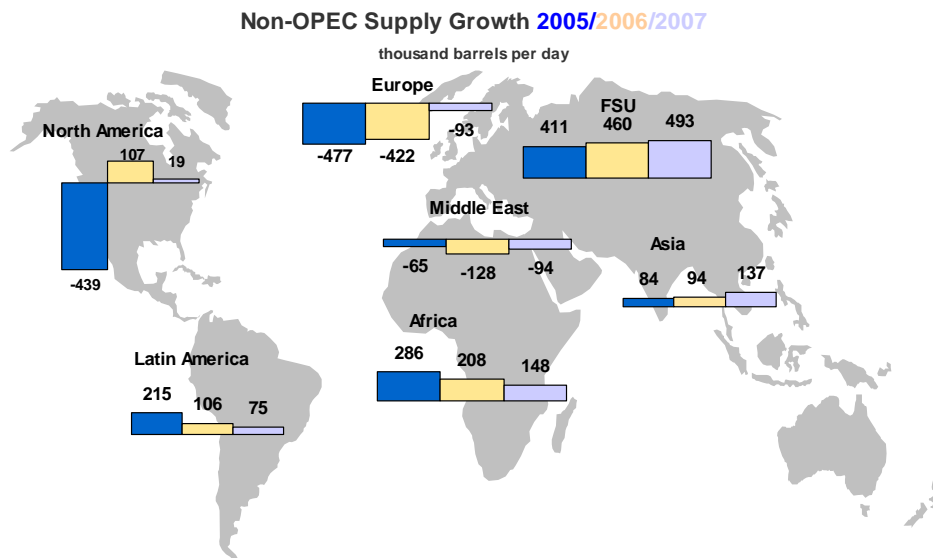 Non-OPEC Supply Growth 2005/2006/2007
thousand barrels per day
Europe
-477 -422 -93
FSU
411 460 493
North America
107 19
-439
Middle East
-65 -128 -94
Asia
84 94 137
Africa
286 208 148
Latin America
215 106 75